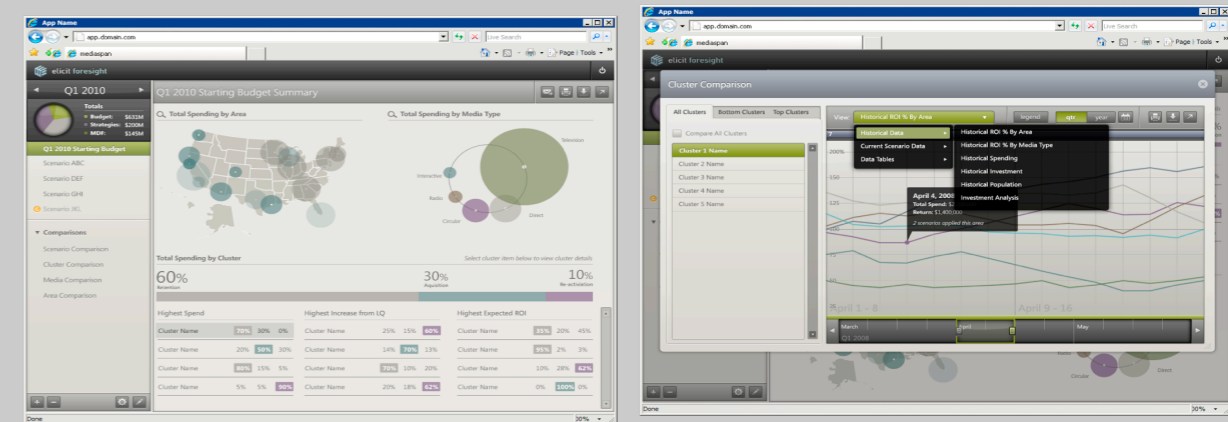 App Name
app.domain.com
Live Search
mediaspan
Page
Tools
elicit foresight
Q1 2010
Q1 2010 Starting Budget Summary
Totals
Budget: $631M
Strategies: $200M
MDF: $145M
Q1 2010 Starting Budget
Scenario ABC
Scenario DEF
Scenario GHI
Scenario JKL
Comparisons
Scenario Comparison
Cluster Comparison
Media Comparison
Area Comparison
Total Spending by Area
Total Spending by Media Type
Television
Interactive
Radio
Circular
Direct
Total Spending by Cluster
Select cluster item below to view cluster details
60%
Retention
30%
Aquisition
10%
Re-activation
Highest Spend
Highest Increase from LQ
Highest Expected ROI
Cluster Name 70% 30% 0% Cluster Name 25% 15% 60% Cluster Name 35% 20% 45%
Cluster Name 20% 50% 30% Cluster Name 14% 70% 13% Cluster Name 95% 2% 3%
Cluster Name 80% 15% 5% Cluster Name 70% 10% 20% Cluster Name 10% 28% 62%
Cluster Name 5% 5% 90% Cluster Name 20% 18% 62% Cluster Name 0% 100% 0%
Done
App Name
app.domain.com
Live Search
mediaspan
Page
Tools
elicit foresight
Cluster Comparison
All Clusters Bottom Clusters Top Clusters
Compare All Clusters
Cluster 1 Name
Cluster 2 Name
Cluster 3 Name
Cluster 4 Name
Cluster 5 Name
View: Historical ROI % By Area
legend qtr year
Historical Data
Current Scenario Data
Data Tables
Historical ROI % By Area
Historical ROI % By Media Type
Historical Spending
Historical Investment
Historical Population
Investment Analysis
200%
150
125
100
April 4, 2008
Total Spend:
Return: $1,400,000
2 scenarios applied this area
April 1 - 8
April 9 - 16
March
April
May
Q1 2008
Radio
Circular
Direct
Done